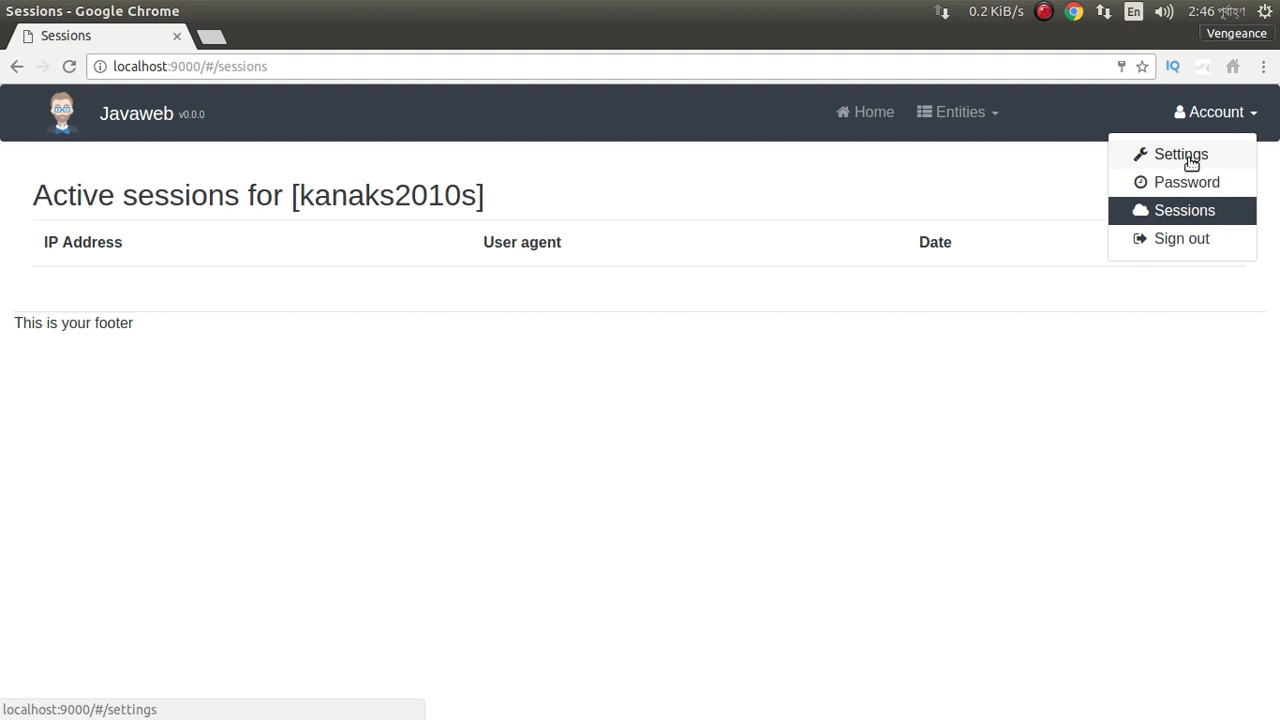 Sessions - Google Chrome
0.2 KiB/s
En
2:46 পূর্বাহ্ণ
Sessions
Vengeance
localhost:9000/#/sessions
IQ
Javaweb v0.0.0
Home
Entities
Account
Settings
Password
Sessions
Sign out
Active sessions for [kanaks2010s]
IP Address
User agent
Date
This is your footer
localhost:9000/#/settings